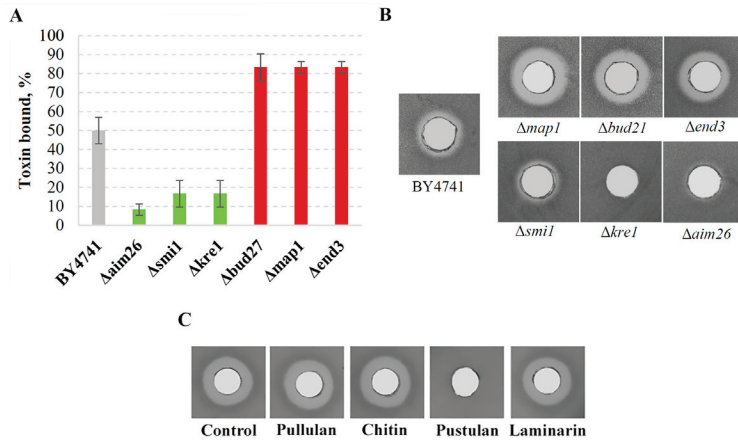 A
Toxin bound, %
100
90
80
70
60
50
40
30
20
10
0
BY4741
Δaim26
Δsmi1
Δkre1
Δbud27
Δmap1
Δend3
B
BY4741
Δmap1 Δbud21 Δend3
Δsmi1 Δkre1 Δaim26
C
Control Pullulan Chitin Pustulan Laminarin